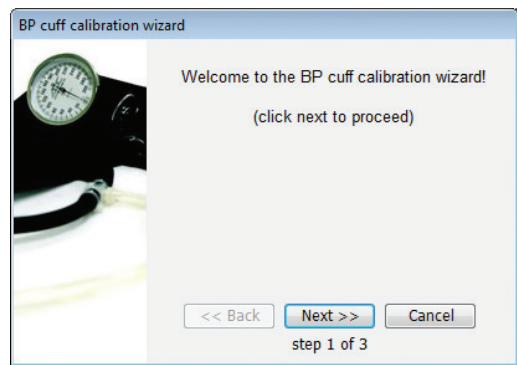 BP cuff calibration wizard
Welcome to the BP cuff calibration wizard!
(click next to proceed)
<< Back
Next >>
Cancel
step 1 of 3